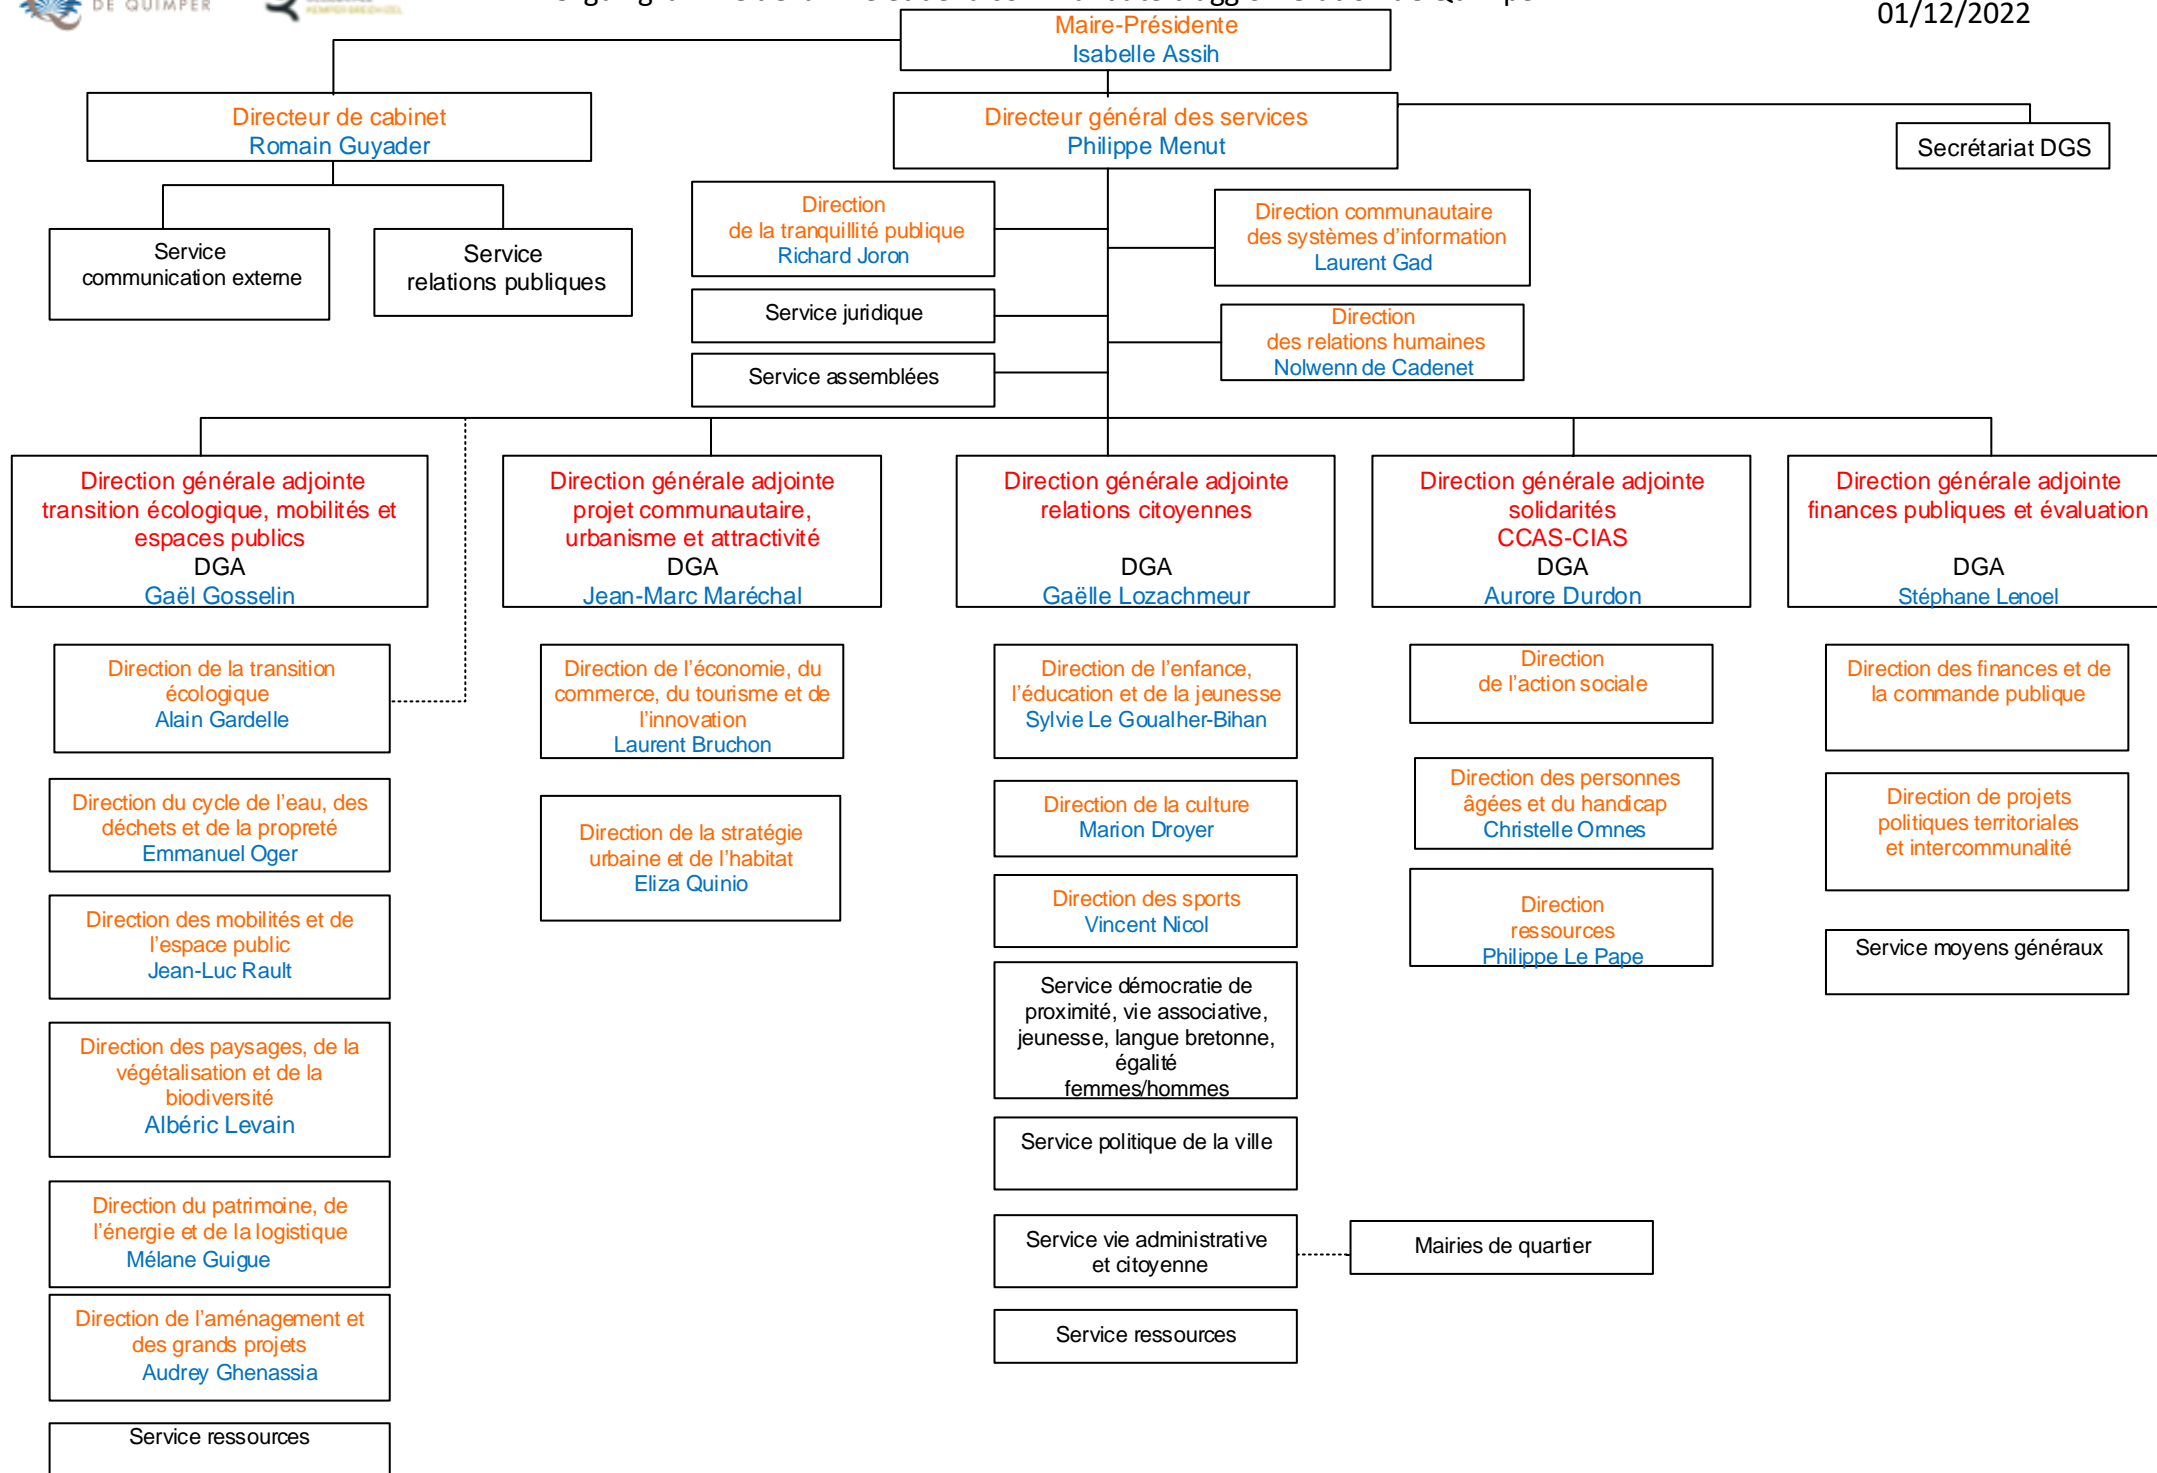 DE QUIMPER
01/12/2022
Maire-Présidente
Isabelle Assih
Directeur de cabinet
Romain Guyader
Directeur général des services
Philippe Menut
Secrétariat DGS
Service
communication externe
Service
relations publiques
Direction
de la tranquillité publique
Richard Joron
Direction communautaire
des systèmes d’information
Laurent Gad
Service juridique
Direction
des relations humaines
Nolwenn de Cadenet
Service assemblées
Direction générale adjointe
transition écologique, mobilités et
espaces publics
DGA
Gaël Gosselin
Direction générale adjointe
projet communautaire,
urbanisme et attractivité
DGA
Jean-Marc Maréchal
Direction générale adjointe
relations citoyennes
DGA
Gaëlle Lozachmeur
Direction générale adjointe
solidarités
CCAS-CIAS
DGA
Aurore Durdon
Direction générale adjointe
finances publiques et évaluation
DGA
Stéphane Lenoel
Direction de la transition
écologique
Alain Gardelle
Direction du cycle de l’eau, des
déchets et de la propreté
Emmanuel Oger
Direction des mobilités et de
l’espace public
Jean-Luc Rault
Direction des paysages, de la
végétalisation et de la
biodiversité
Albéric Levain
Direction du patrimoine, de
l’énergie et de la logistique
Mélane Guigue
Direction de l’aménagement et
des grands projets
Audrey Ghenassia
Service ressources
Direction de l’économie, du
commerce, du tourisme et de
l’innovation
Laurent Bruchon
Direction de la stratégie
urbaine et de l’habitat
Eliza Quinio
Direction de l’enfance,
l’éducation et de la jeunesse
Sylvie Le Goualher-Bihan
Direction de la culture
Marion Droyer
Direction des sports
Vincent Nicol
Service démocratie de
proximité, vie associative,
jeunesse, langue bretonne,
égalité
femmes/hommes
Service politique de la ville
Service vie administrative
et citoyenne
Mairies de quartier
Service ressources
Direction
de l’action sociale
Direction des personnes
âgées et du handicap
Christelle Omnes
Direction
ressources
Philippe Le Pape
Direction des finances et de
la commande publique
Direction de projets
politiques territoriales
et intercommunalité
Service moyens généraux